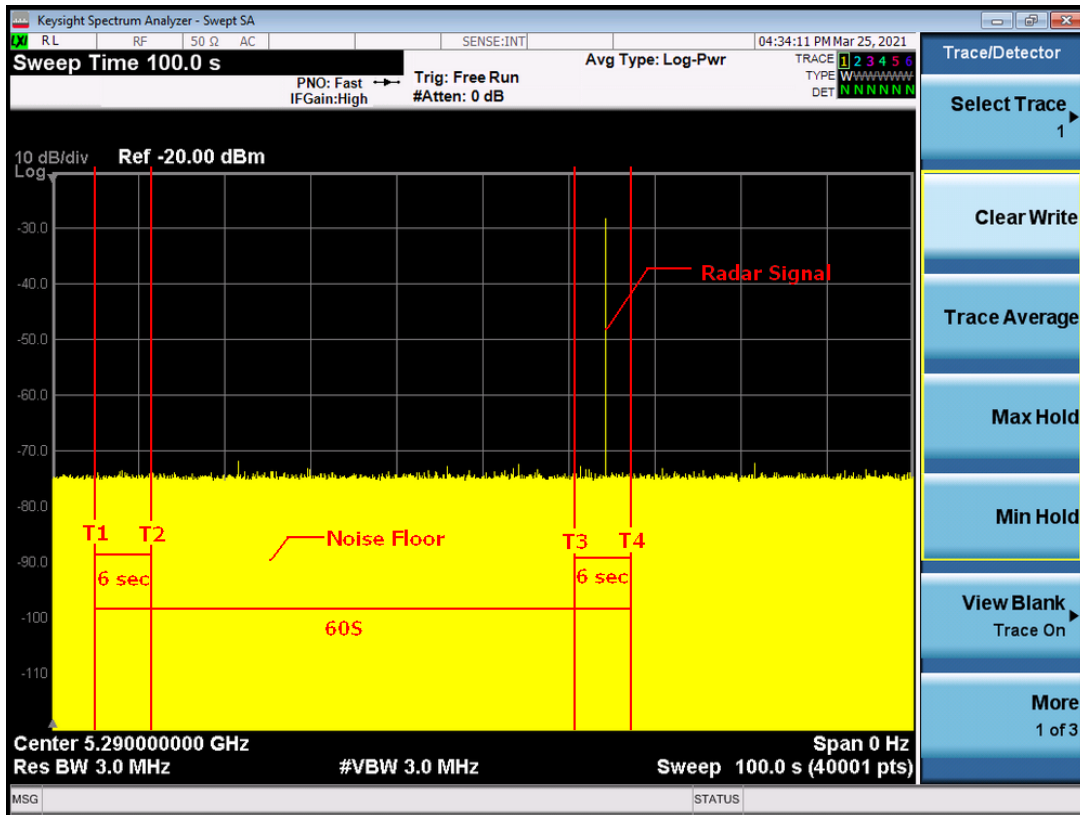 Keysight Spectrum Analyzer - Swept SA
LXI RL RF 50 Ω AC SENSE:INT 04:34:11 PM Mar 25, 2021
Sweep Time 100.0 s
PNO: Fast
IFGain:High
Trig: Free Run
#Atten: 0 dB
Avg Type: Log-Pwr
TRACE 1 2 3 4 5 6
TYPE WWWWWW
DET N N N N N N
10 dB/div Ref -20.00 dBm
Log
-30.0
-40.0
-50.0
-60.0
-70.0
-80.0
-90.0
-100
-110
Radar Signal
T1 T2
Noise Floor
T3 T4
6 sec
6 sec
60S
Center 5.290000000 GHz Span 0 Hz
Res BW 3.0 MHz #VBW 3.0 MHz Sweep 100.0 s (40001 pts)
MSG STATUS
Trace/Detector
Select Trace
1
Clear Write
Trace Average
Max Hold
Min Hold
View Blank
Trace On
More
1 of 3